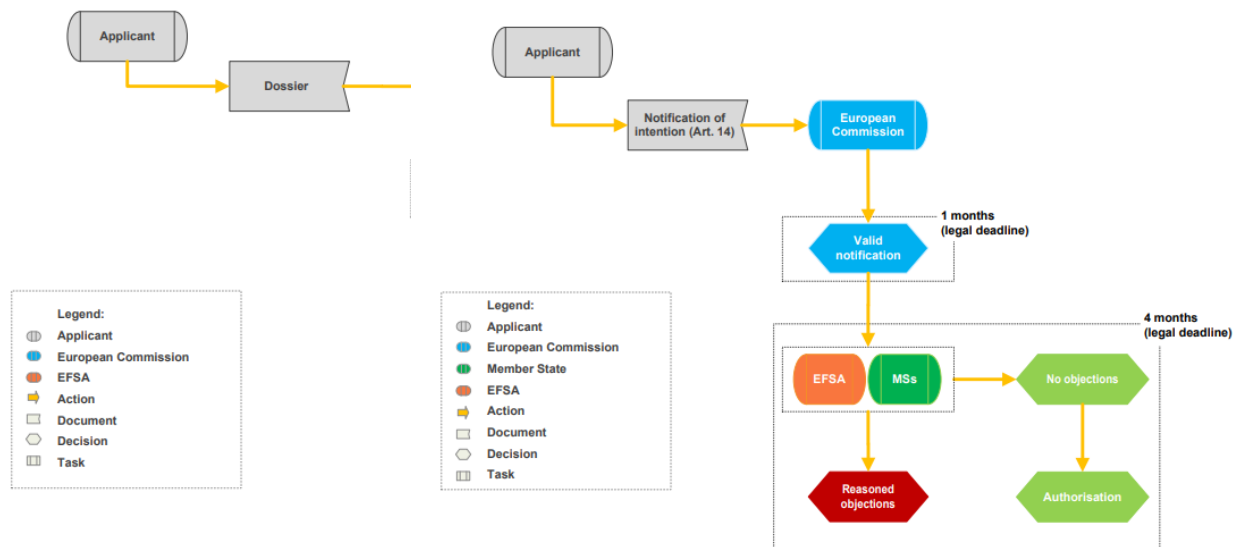 Applicant
Dossier
Legend:
Applicant
European Commission
EFSA
Action
Document
Decision
Task
Applicant
Notification of
intention (Art. 14)
European
Commission
1 months
(legal deadline)
Valid
notification
4 months
(legal deadline)
EFSA
MSs
No objections
Reasoned
objections
Authorisation
Legend:
Applicant
European Commission
Member State
EFSA
Action
Document
Decision
Task